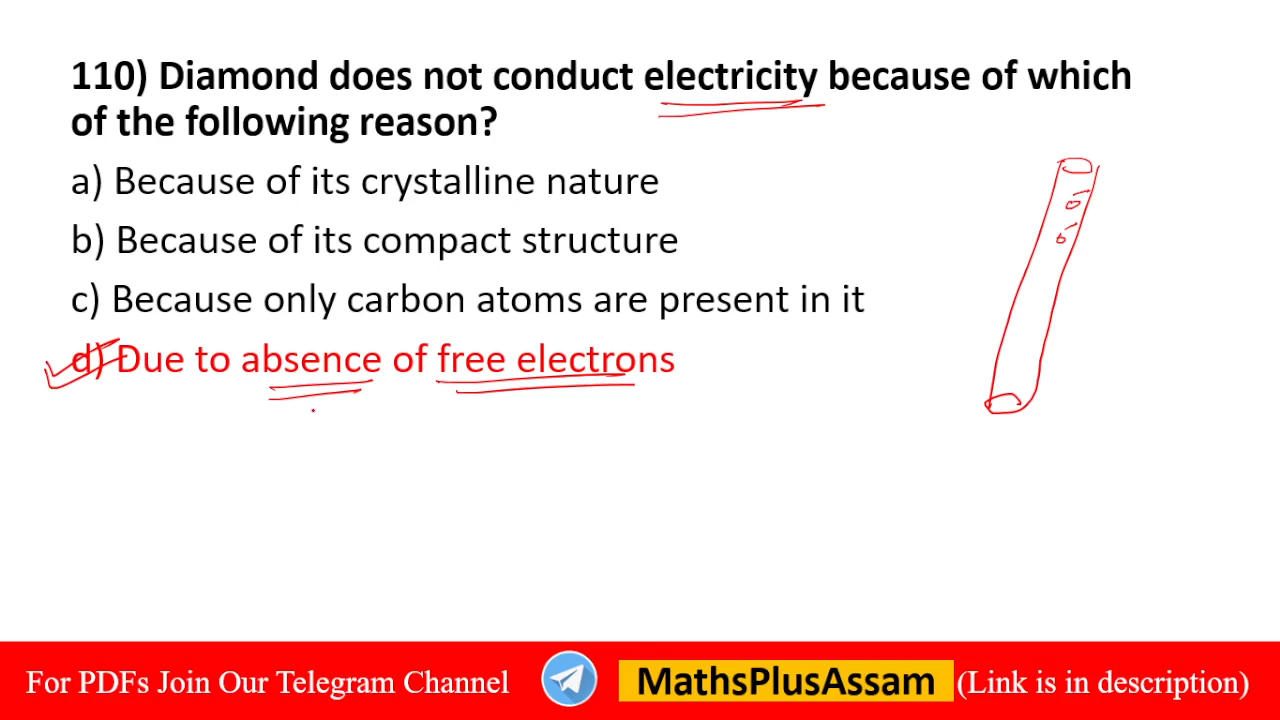 110) Diamond does not conduct electricity because of which
of the following reason?
a) Because of its crystalline nature
b) Because of its compact structure
c) Because only carbon atoms are present in it
d) Due to absence of free electrons
For PDFs Join Our Telegram Channel MathsPlusAssam (Link is in description)